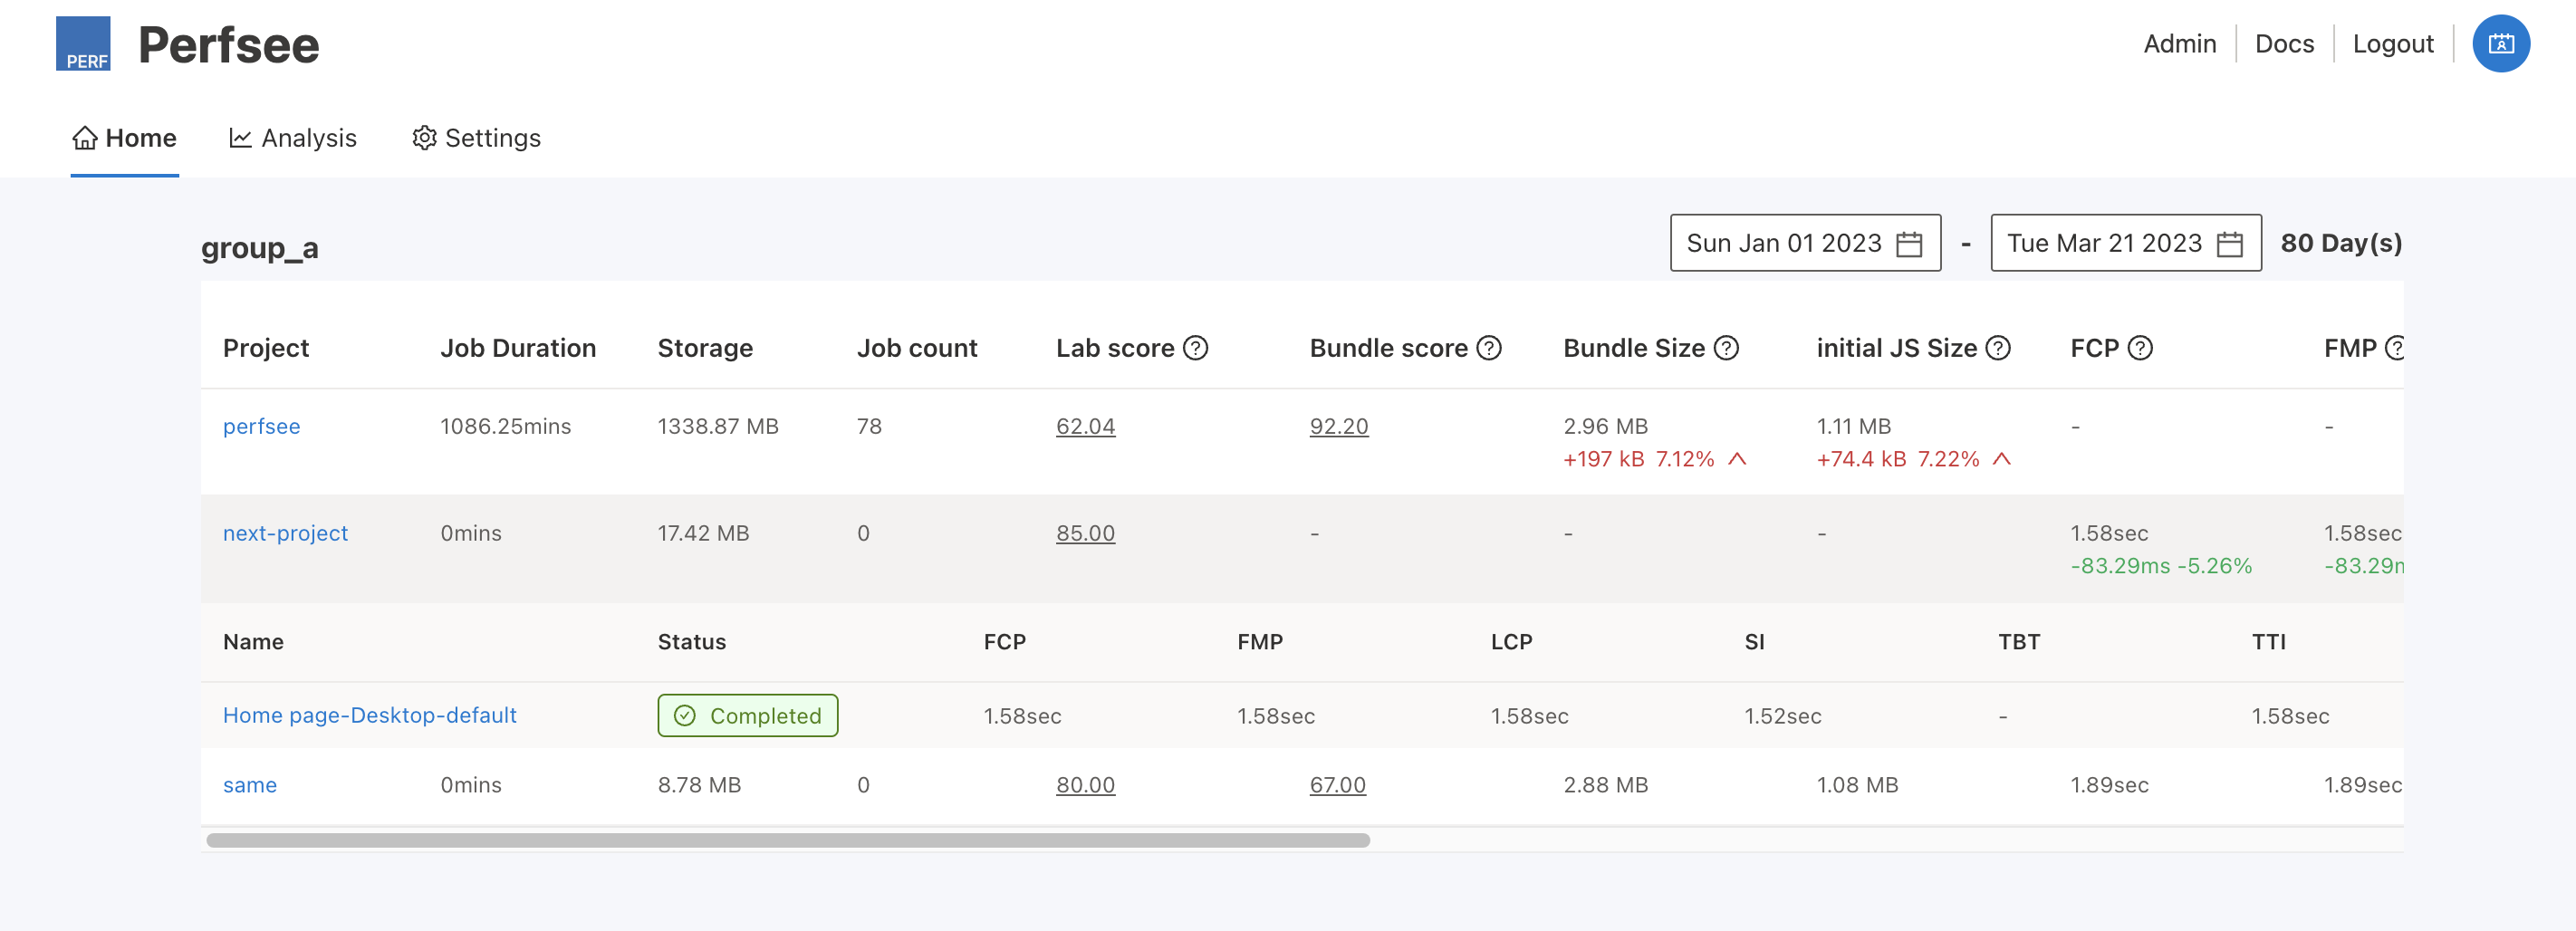 PERF Perfsee Admin Docs Logout
Home Analysis Settings
group_a Sun Jan 01 2023 - Tue Mar 21 2023 80 Day(s)
Project Job Duration Storage Job count Lab score ? Bundle score ? Bundle Size ? initial JS Size ? FCP ? FMP ?
perfsee 1086.25mins 1338.87 MB 78 62.04 92.20 2.96 MB 1.11 MB - -
+197 kB 7.12% +74.4 kB 7.22%
next-project 0mins 17.42 MB 0 85.00 - - - 1.58sec 1.58sec
-83.29ms -5.26% -83.29m
Name Status FCP FMP LCP SI TBT TTI
Home page-Desktop-default Completed 1.58sec 1.58sec 1.58sec 1.52sec - 1.58sec
same 0mins 8.78 MB 0 80.00 67.00 2.88 MB 1.08 MB 1.89sec 1.89sec